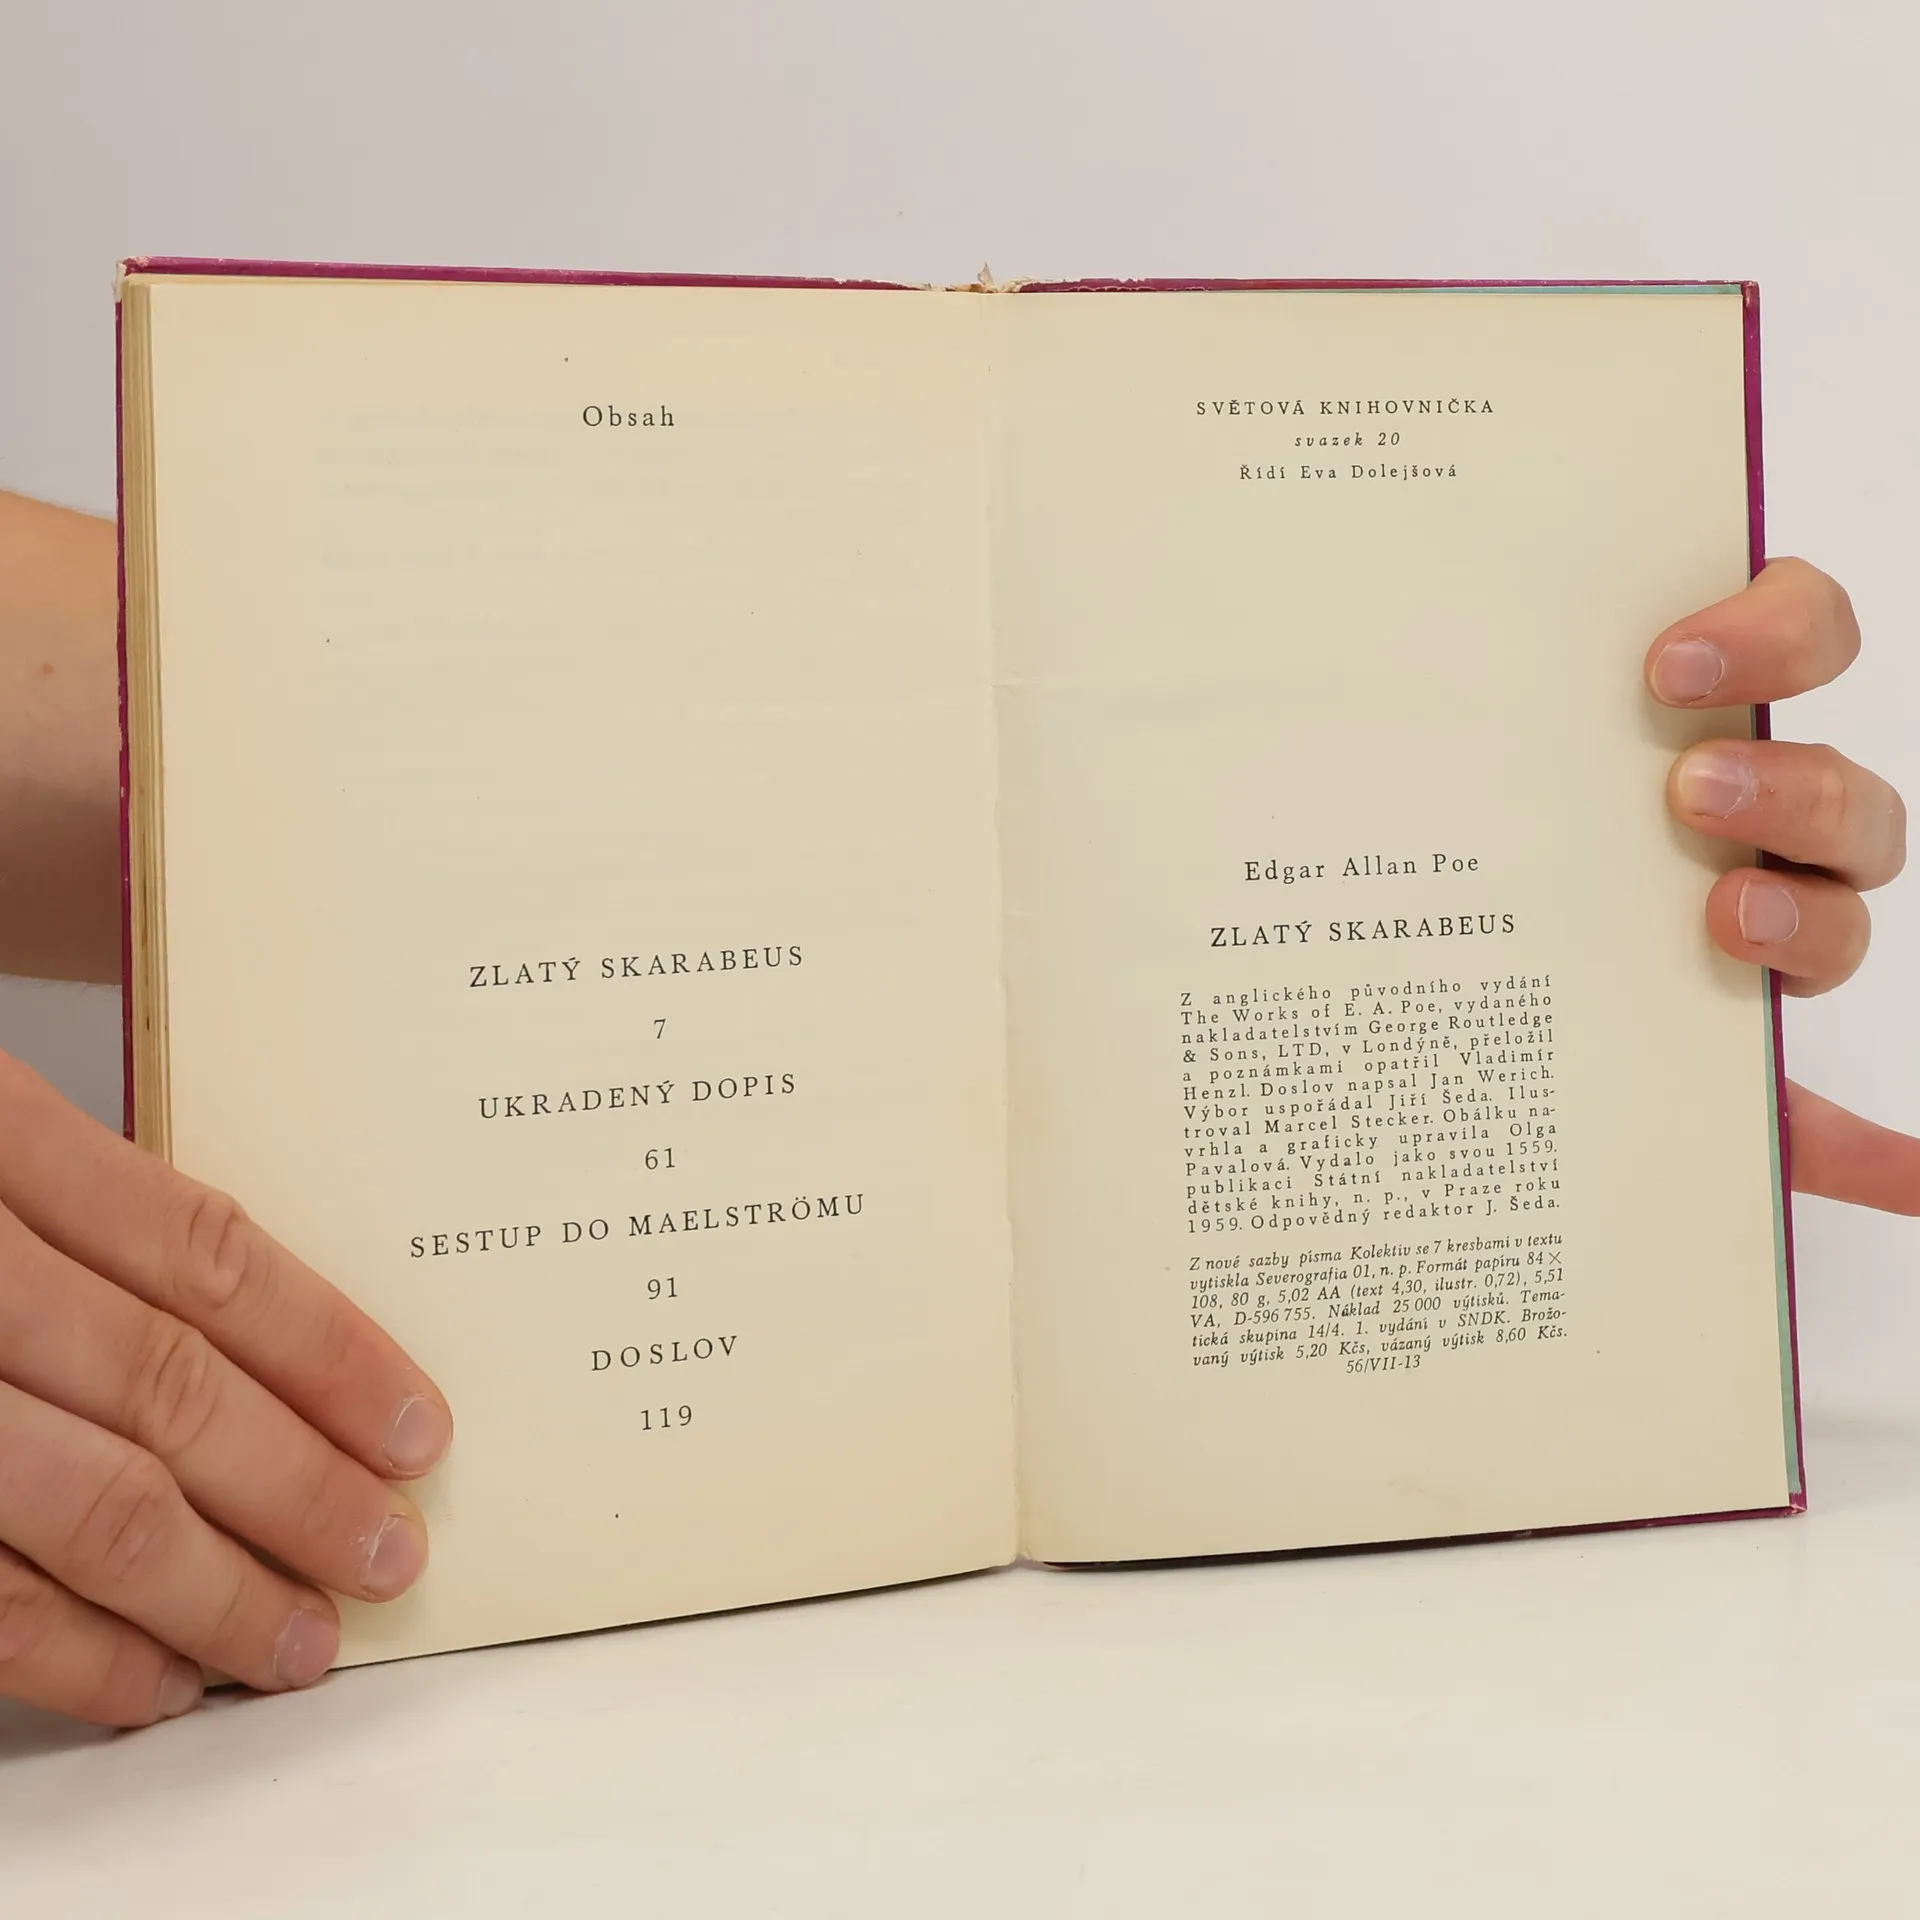 Obsah
ZLATÝ SKARABEUS
7
UKRADENÝ DOPIS
61
SESTUP DO MAELSTRÖMU
91
DOSLOV
119
SVĚTOVÁ KNIHOVNIČKA
svazek 20
Řídí Eva Dolejšová
Edgar Allan Poe
ZLATÝ SKARABEUS
Z anglického původního vydání
The Works of E. A. Poe, vydaného
nakladatelstvím George Routledge
& Sons, LTD, v Londýně, přeložil
a poznámkami opatřil Vladimír
Henzl. Doslov napsal Jan Werich.
Výbor uspořádal Jiří Šeda. Ilus-
troval Marcel Stecker. Obálku na-
vrhla a graficky upravila Olga
Pavalová. Vydalo jako svou 1559.
publikaci Státní nakladatelství
dětské knihy, n. p., v Praze roku
1959. Odpovědný redaktor J. Šeda.
Z nové sazby písma Kolektiv se 7 kresbami v textu
vytiskla Severografia 01, n. p. Formát papíru 84 ×
108, 80 g, 5,02 AA (text 4,30, ilustr. 0,72), 5,51
VA, D-596 755. Náklad 25 000 výtisků. Tema-
tická skupina 14/4. 1. vydání v SNDK. Brožo-
vaný výtisk 5,20 Kčs, vázaný výtisk 8,60 Kčs.
56/VII-13